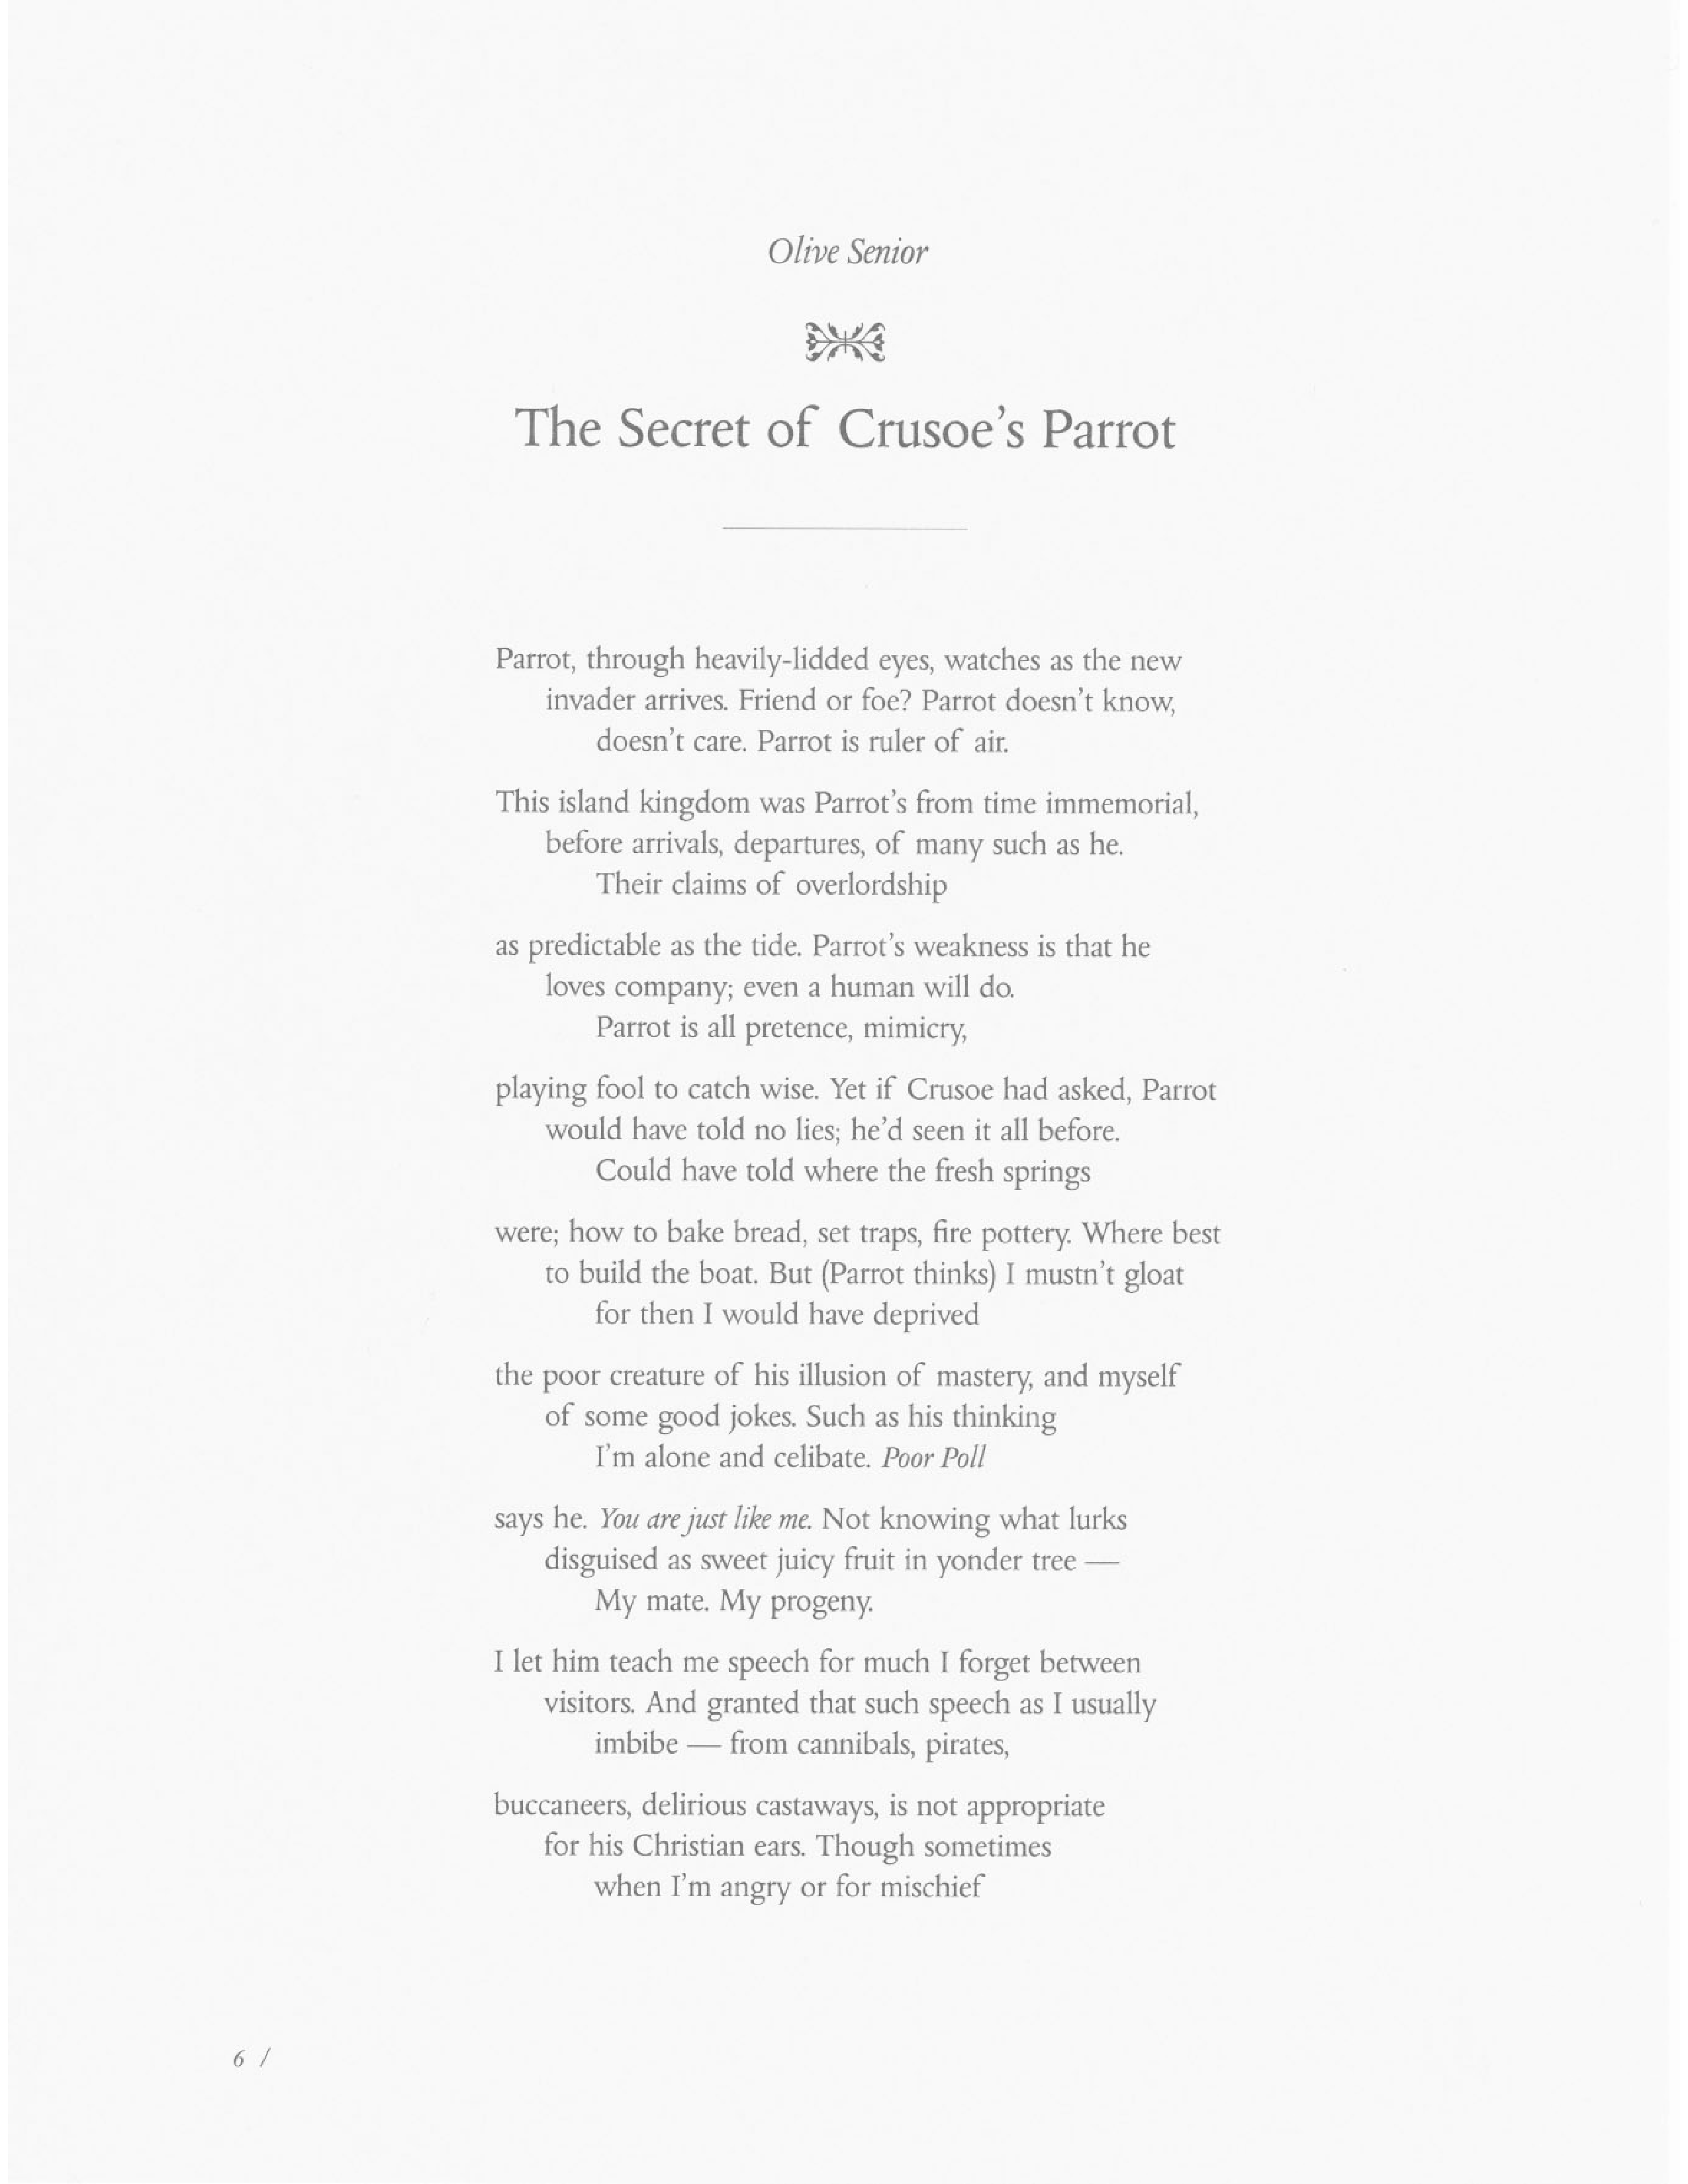 Olive Senior
The Secret of Crusoe's Parrot
Parrot, through heavily-lidded eyes, watches as the new
invader arrives. Friend or foe? Parrot doesn't know,
doesn't care. Parrot is ruler of air.
This island kingdom was Parrot's from time immemorial,
before arrivals, departures, of many such as he.
Their claims of overlordship
as predictable as the tide. Parrot's weakness is that he
loves company; even a human will do.
Parrot is all pretence, mimicry,
playing fool to catch wise. Yet if Crusoe had asked, Parrot
would have told no lies; he'd seen it all before.
Could have told where the fresh springs
were; how to bake bread, set traps, fire pottery. Where best
to build the boat. But (Parrot thinks) I mustn't gloat
for then I would have deprived
the poor creature of his illusion of mastery, and myself
of some good jokes. Such as his thinking
I'm alone and celibate. Poor Poll
says he. You are just like me. Not knowing what lurks
disguised as sweet juicy fruit in yonder tree —
My mate. My progeny.
I let him teach me speech for much I forget between
visitors. And granted that such speech as I usually
imbibe — from cannibals, pirates,
buccaneers, delirious castaways, is not appropriate
for his Christian ears. Though sometimes
when I'm angry or for mischief
6 /